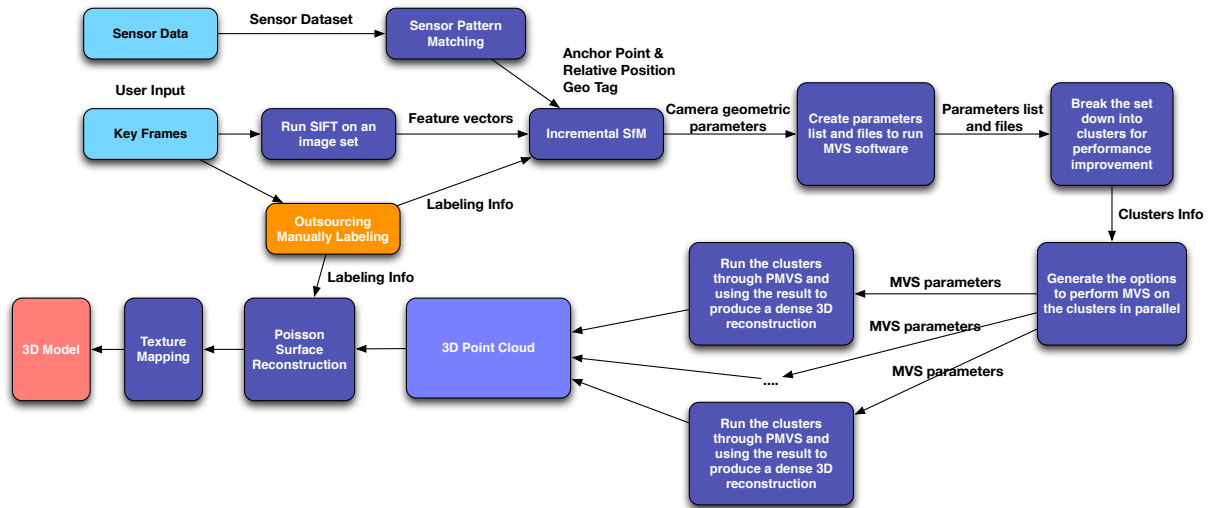 Sensor Data
Sensor Dataset
Sensor Pattern
Matching
Anchor Point &
Relative Position
Geo Tag
User Input
Key Frames
Run SIFT on an
image set
Feature vectors
Incremental SfM
Camera geometric
parameters
Create parameters
list and files to run
MVS software
Parameters list
and files
Break the set
down into
clusters for
performance
improvement
Outsourcing
Manually Labeling
Labeling Info
Labeling Info
Clusters Info
Generate the options
to perform MVS on
the clusters in parallel
MVS parameters
MVS parameters
MVS parameters
Run the clusters
through PMVS and
using the result to
produce a dense 3D
reconstruction
....
Run the clusters
through PMVS and
using the result to
produce a dense 3D
reconstruction
3D Point Cloud
Poisson
Surface
Reconstruction
Texture
Mapping
3D Model